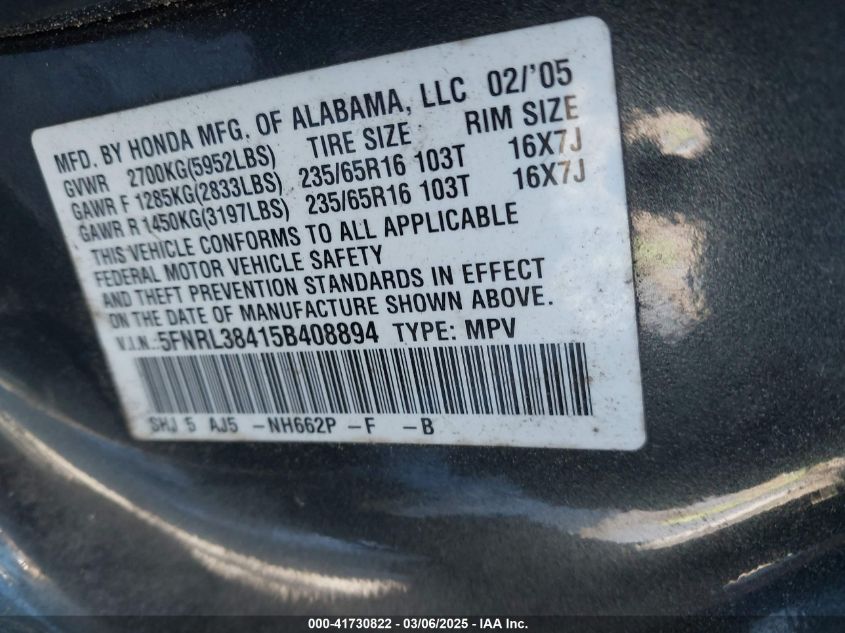 MFD. BY HONDA MFG. OF ALABAMA, LLC 02/'05
GVWR 2700KG(5952LBS) TIRE SIZE RIM SIZE
GAWR F 1285KG(2833LBS) 235/65R16 103T 16X7J
GAWR R 1450KG(3197LBS) 235/65R16 103T 16X7J
THIS VEHICLE CONFORMS TO ALL APPLICABLE
FEDERAL MOTOR VEHICLE SAFETY
AND THEFT PREVENTION STANDARDS IN EFFECT
ON THE DATE OF MANUFACTURE SHOWN ABOVE.
V.I.N.:5FNRL38415B408894 TYPE: MPV
SHJ 5 AJ5 -NH662P -F -B
000-41730822 - 03/06/2025 - IAA Inc.